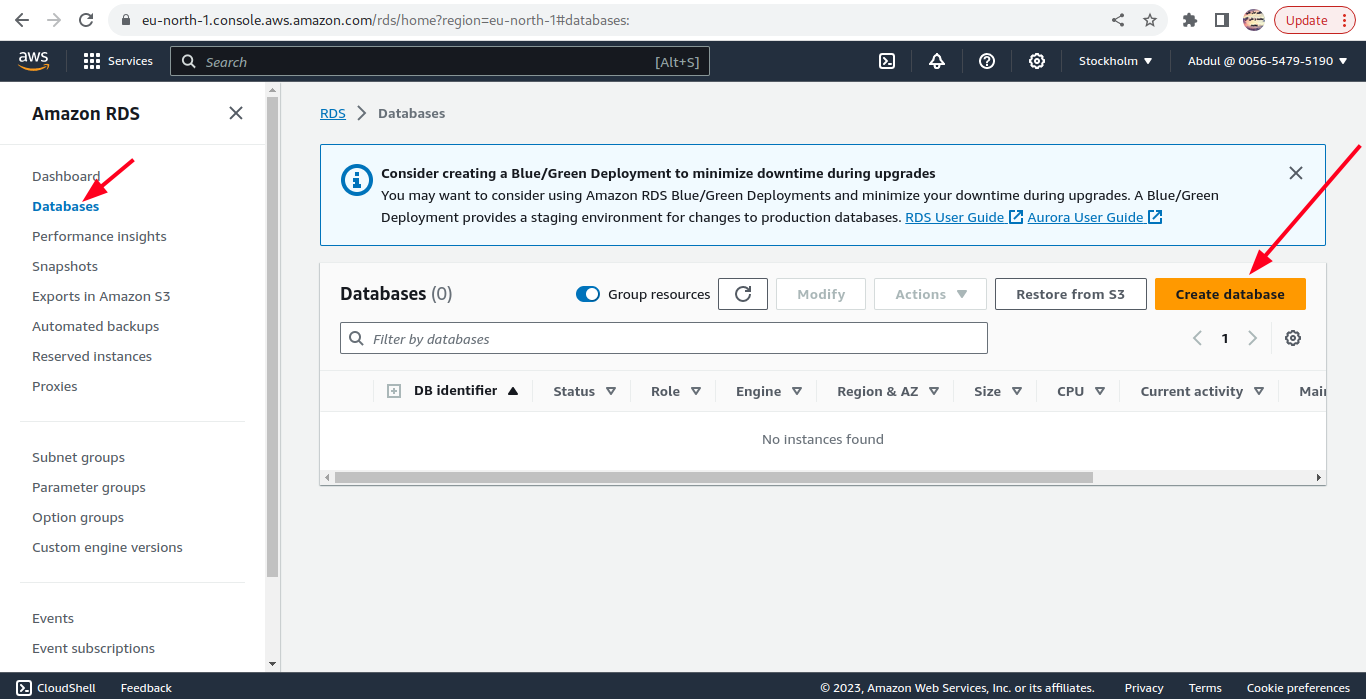 eu-north-1.console.aws.amazon.com/rds/home?region=eu-north-1#databases:
Update
aws
Services
Search
[Alt+S]
Stockholm
Abdul @ 0056-5479-5190
Amazon RDS
Dashboard
Databases
Performance insights
Snapshots
Exports in Amazon S3
Automated backups
Reserved instances
Proxies
Subnet groups
Parameter groups
Option groups
Custom engine versions
Events
Event subscriptions
RDS
Databases
Consider creating a Blue/Green Deployment to minimize downtime during upgrades
You may want to consider using Amazon RDS Blue/Green Deployments and minimize your downtime during upgrades. A Blue/Green
Deployment provides a staging environment for changes to production databases. RDS User Guide Aurora User Guide
Databases (0)
Group resources
Modify
Actions
Restore from S3
Create database
Filter by databases
1
DB identifier
Status
Role
Engine
Region & AZ
Size
CPU
Current activity
Mai
No instances found
CloudShell
Feedback
© 2023, Amazon Web Services, Inc. or its affiliates.
Privacy
Terms
Cookie preferences